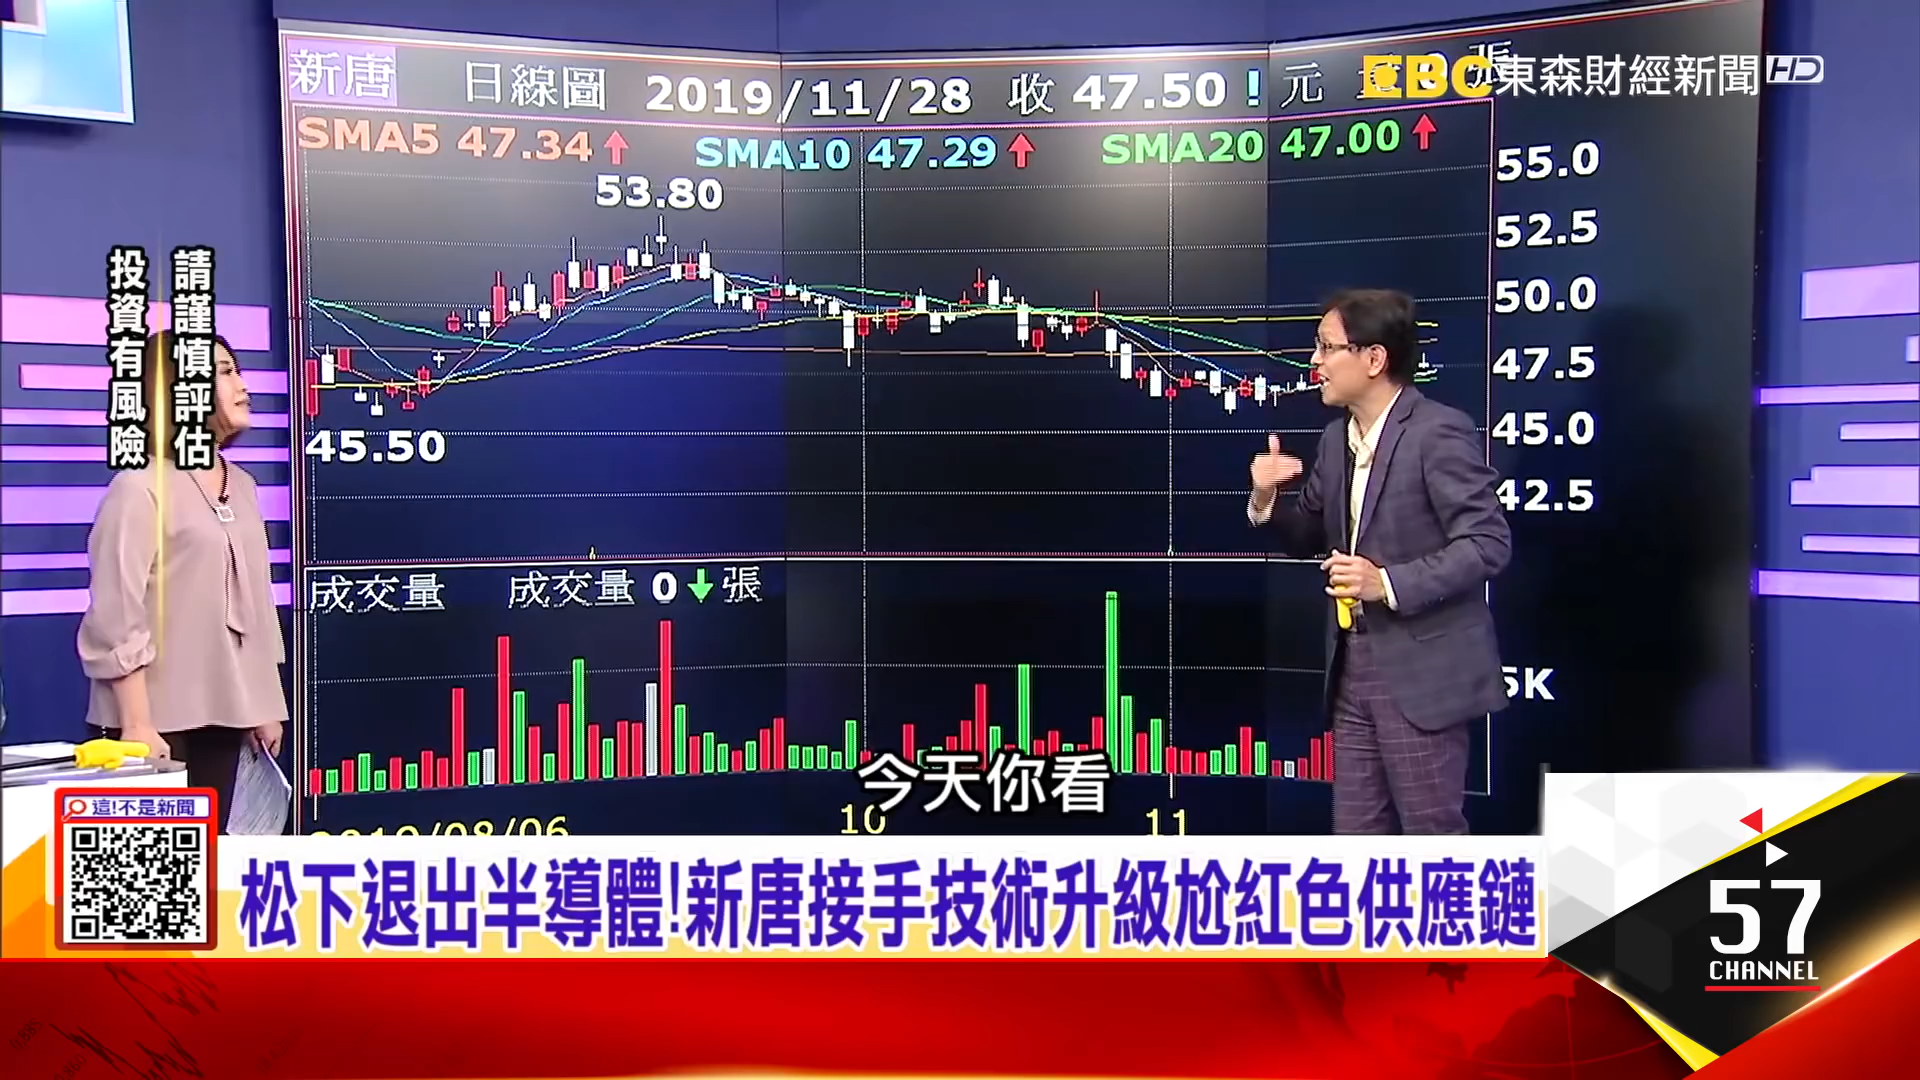 新唐 日線圖 2019/11/28 收 47.50 ! 元
EBC 東森財經新聞 HD
SMA5 47.34↑ SMA10 47.29↑ SMA20 47.00↑
53.80
55.0
52.5
50.0
47.5
45.0
42.5
45.50
請謹慎評估
投資有風險
成交量 成交量 0↓張
5K
今天你看
2019/08/06 10 11
這!不是新聞
松下退出半導體!新唐接手技術升級尬紅色供應鏈
57
CHANNEL